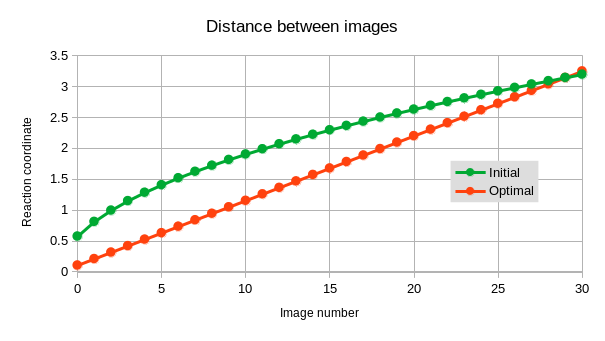 Distance between images
3.5
3
2.5
2
1.5
1
0.5
0
Reaction coordinate
Initial
Optimal
0 5 10 15 20 25 30
Image number